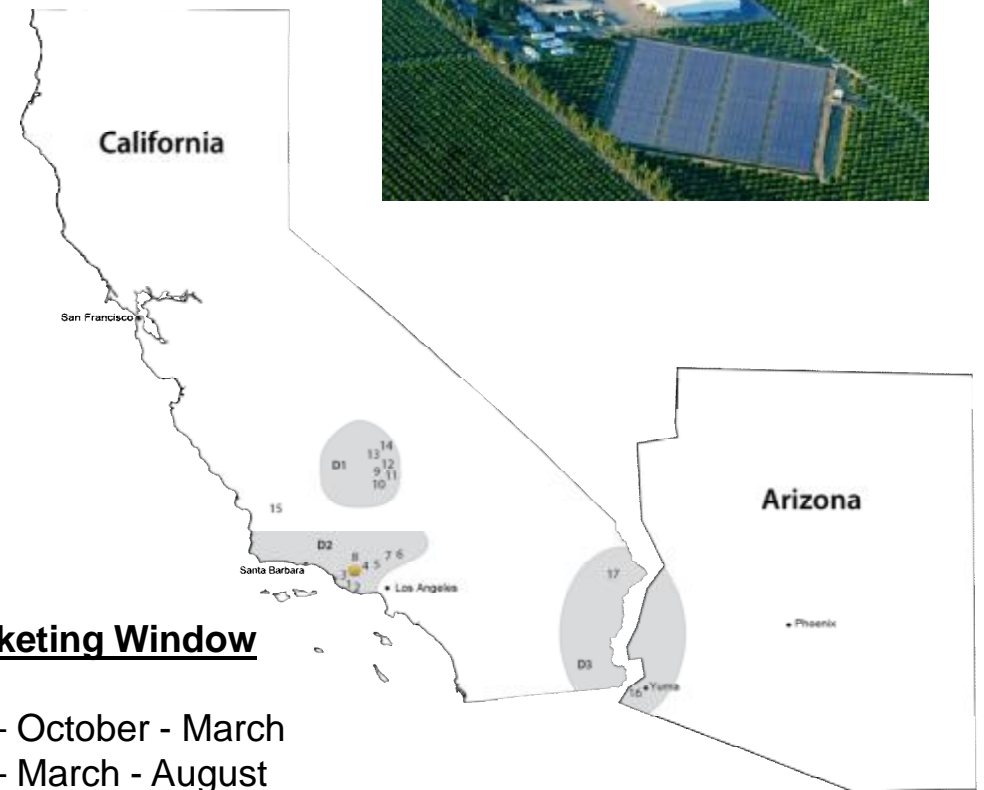 California
San Francisco
14
13
D1
12
9
11
10
15
D2
8
7 6
4 5
Santa Barbara
3
1 2
Los Angeles
17
D3
Arizona
Phoenix
16
Yuma
keting Window
- October - March
- March - August